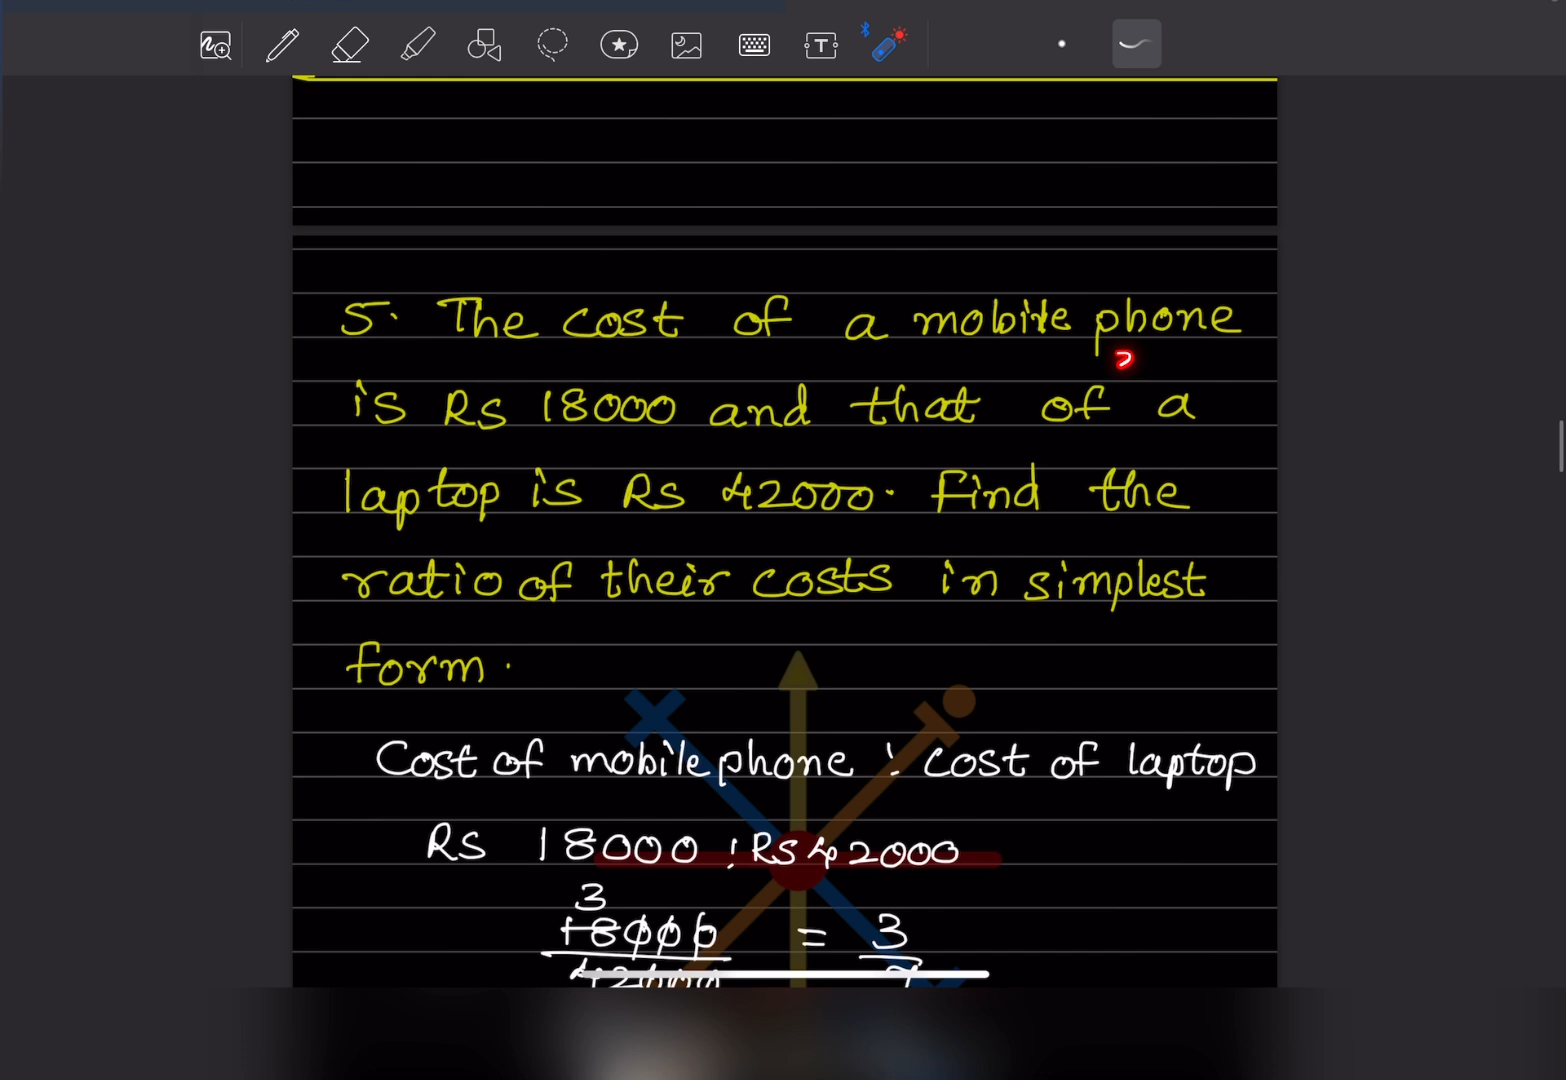 5. The cost of a mobile phone
is Rs 18000 and that of a
laptop is Rs 42000. Find the
ratio of their costs in simplest
form.
Cost of mobile phone : cost of laptop
Rs 18000 : Rs 42000
3
18000 = 3
42000 7